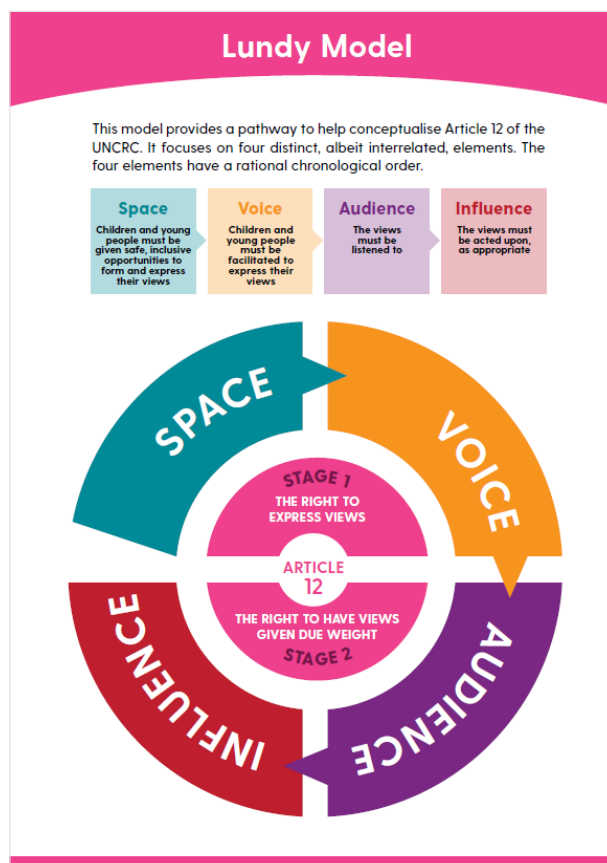 Lundy Model
This model provides a pathway to help conceptualise Article 12 of the
UNCRC. It focuses on four distinct, albeit interrelated, elements. The
four elements have a rational chronological order.
Space
Children and young
people must be
given safe, inclusive
opportunities to
form and express
their views
Voice
Children and
young people
must be
facilitated to
express their
views
Audience
The views
must be
listened to
Influence
The views must
be acted upon,
as appropriate
SPACE
VOICE
STAGE 1
THE RIGHT TO
EXPRESS VIEWS
ARTICLE
12
THE RIGHT TO HAVE VIEWS
GIVEN DUE WEIGHT
STAGE 2
INFLUENCE
AUDIENCE